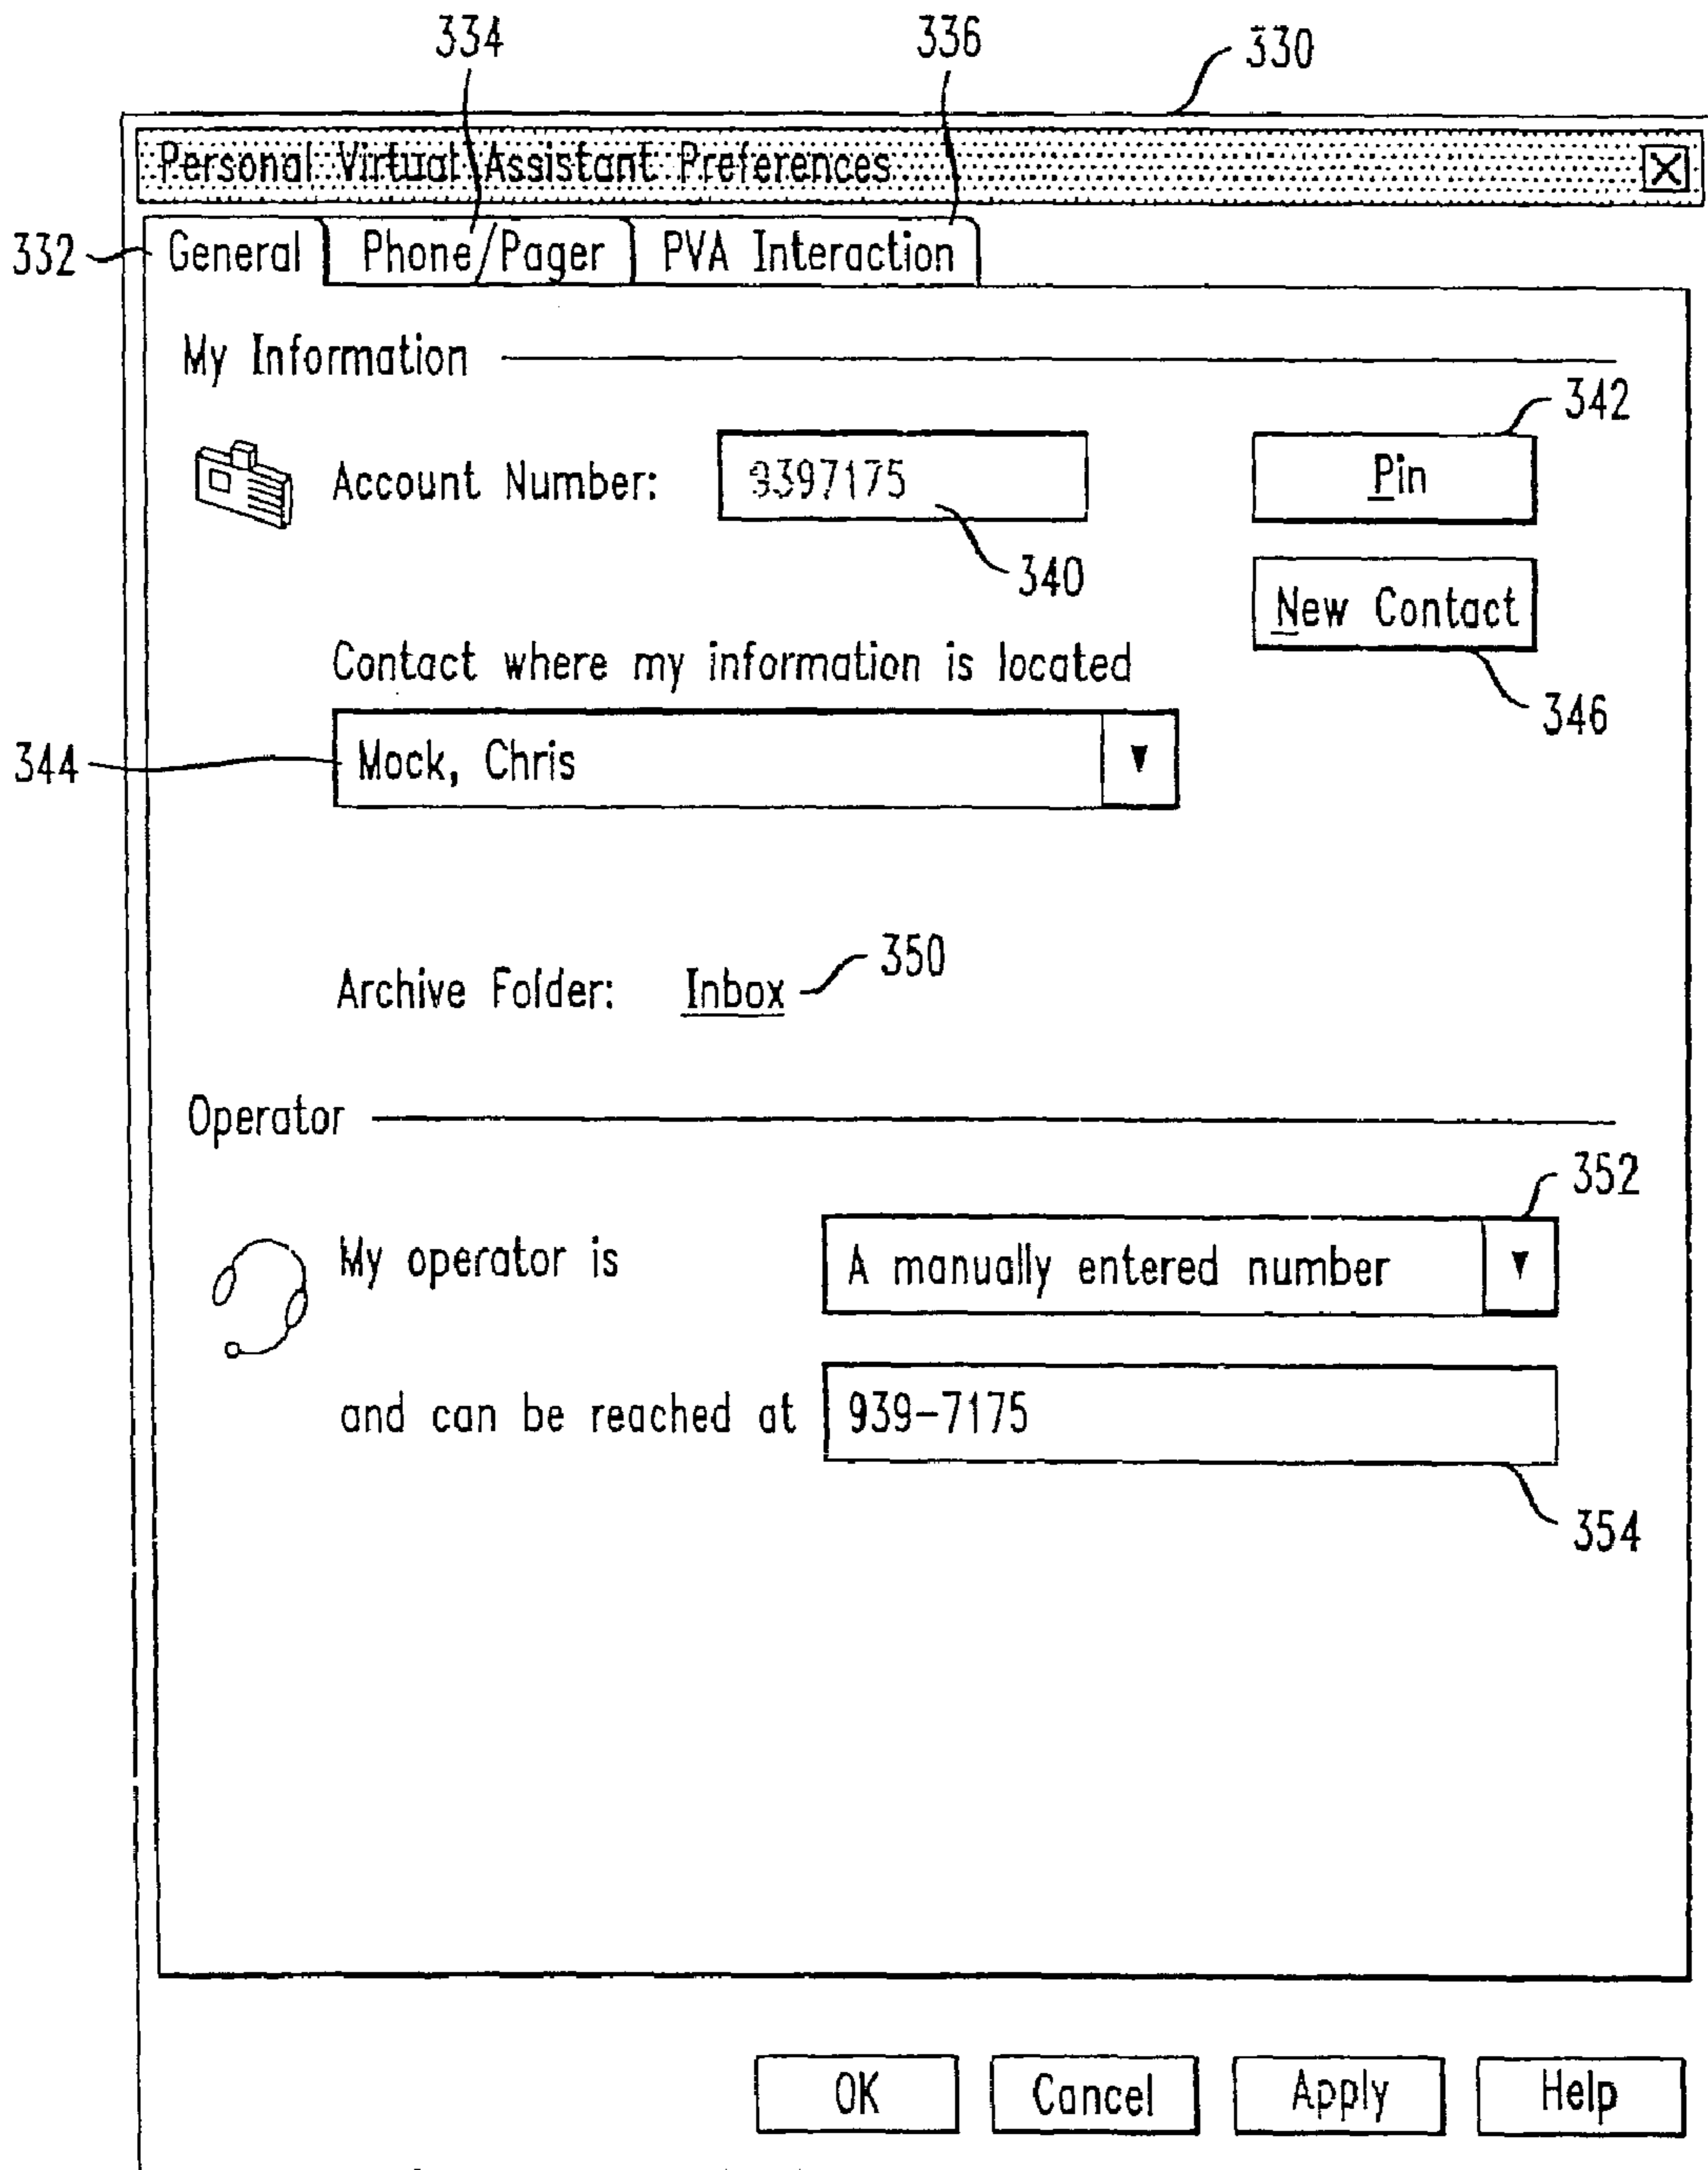 334 336 330
Personal Virtual Assistant Preferences
332 General Phone/Pager PVA Interaction
My Information
342
Account Number: 9397175 Pin
340
New Contact
Contact where my information is located
346
344 Mock, Chris
Archive Folder: Inbox 350
Operator
352
My operator is A manually entered number
and can be reached at 939-7175
354
OK Cancel Apply Help